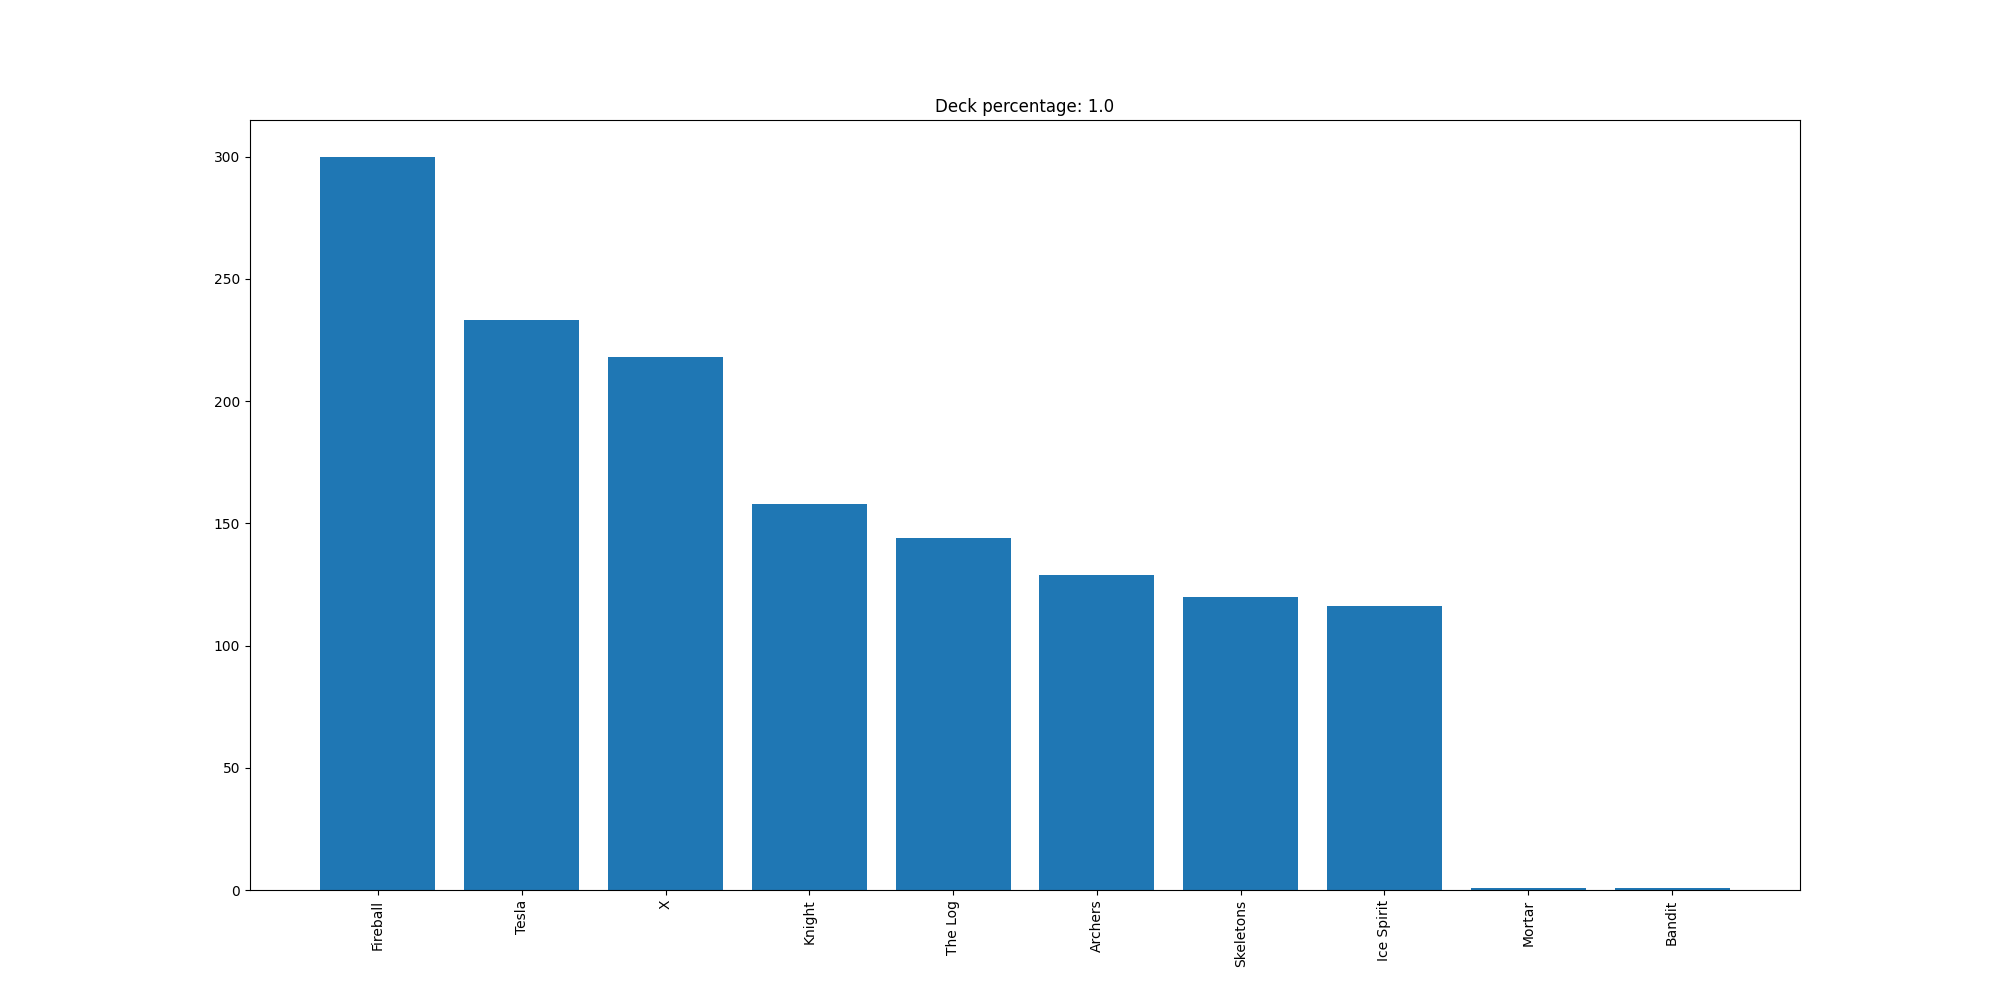 Deck percentage: 1.0
300
250
200
150
100
50
0
Fireball
Tesla
X
Knight
The Log
Archers
Skeletons
Ice Spirit
Mortar
Bandit